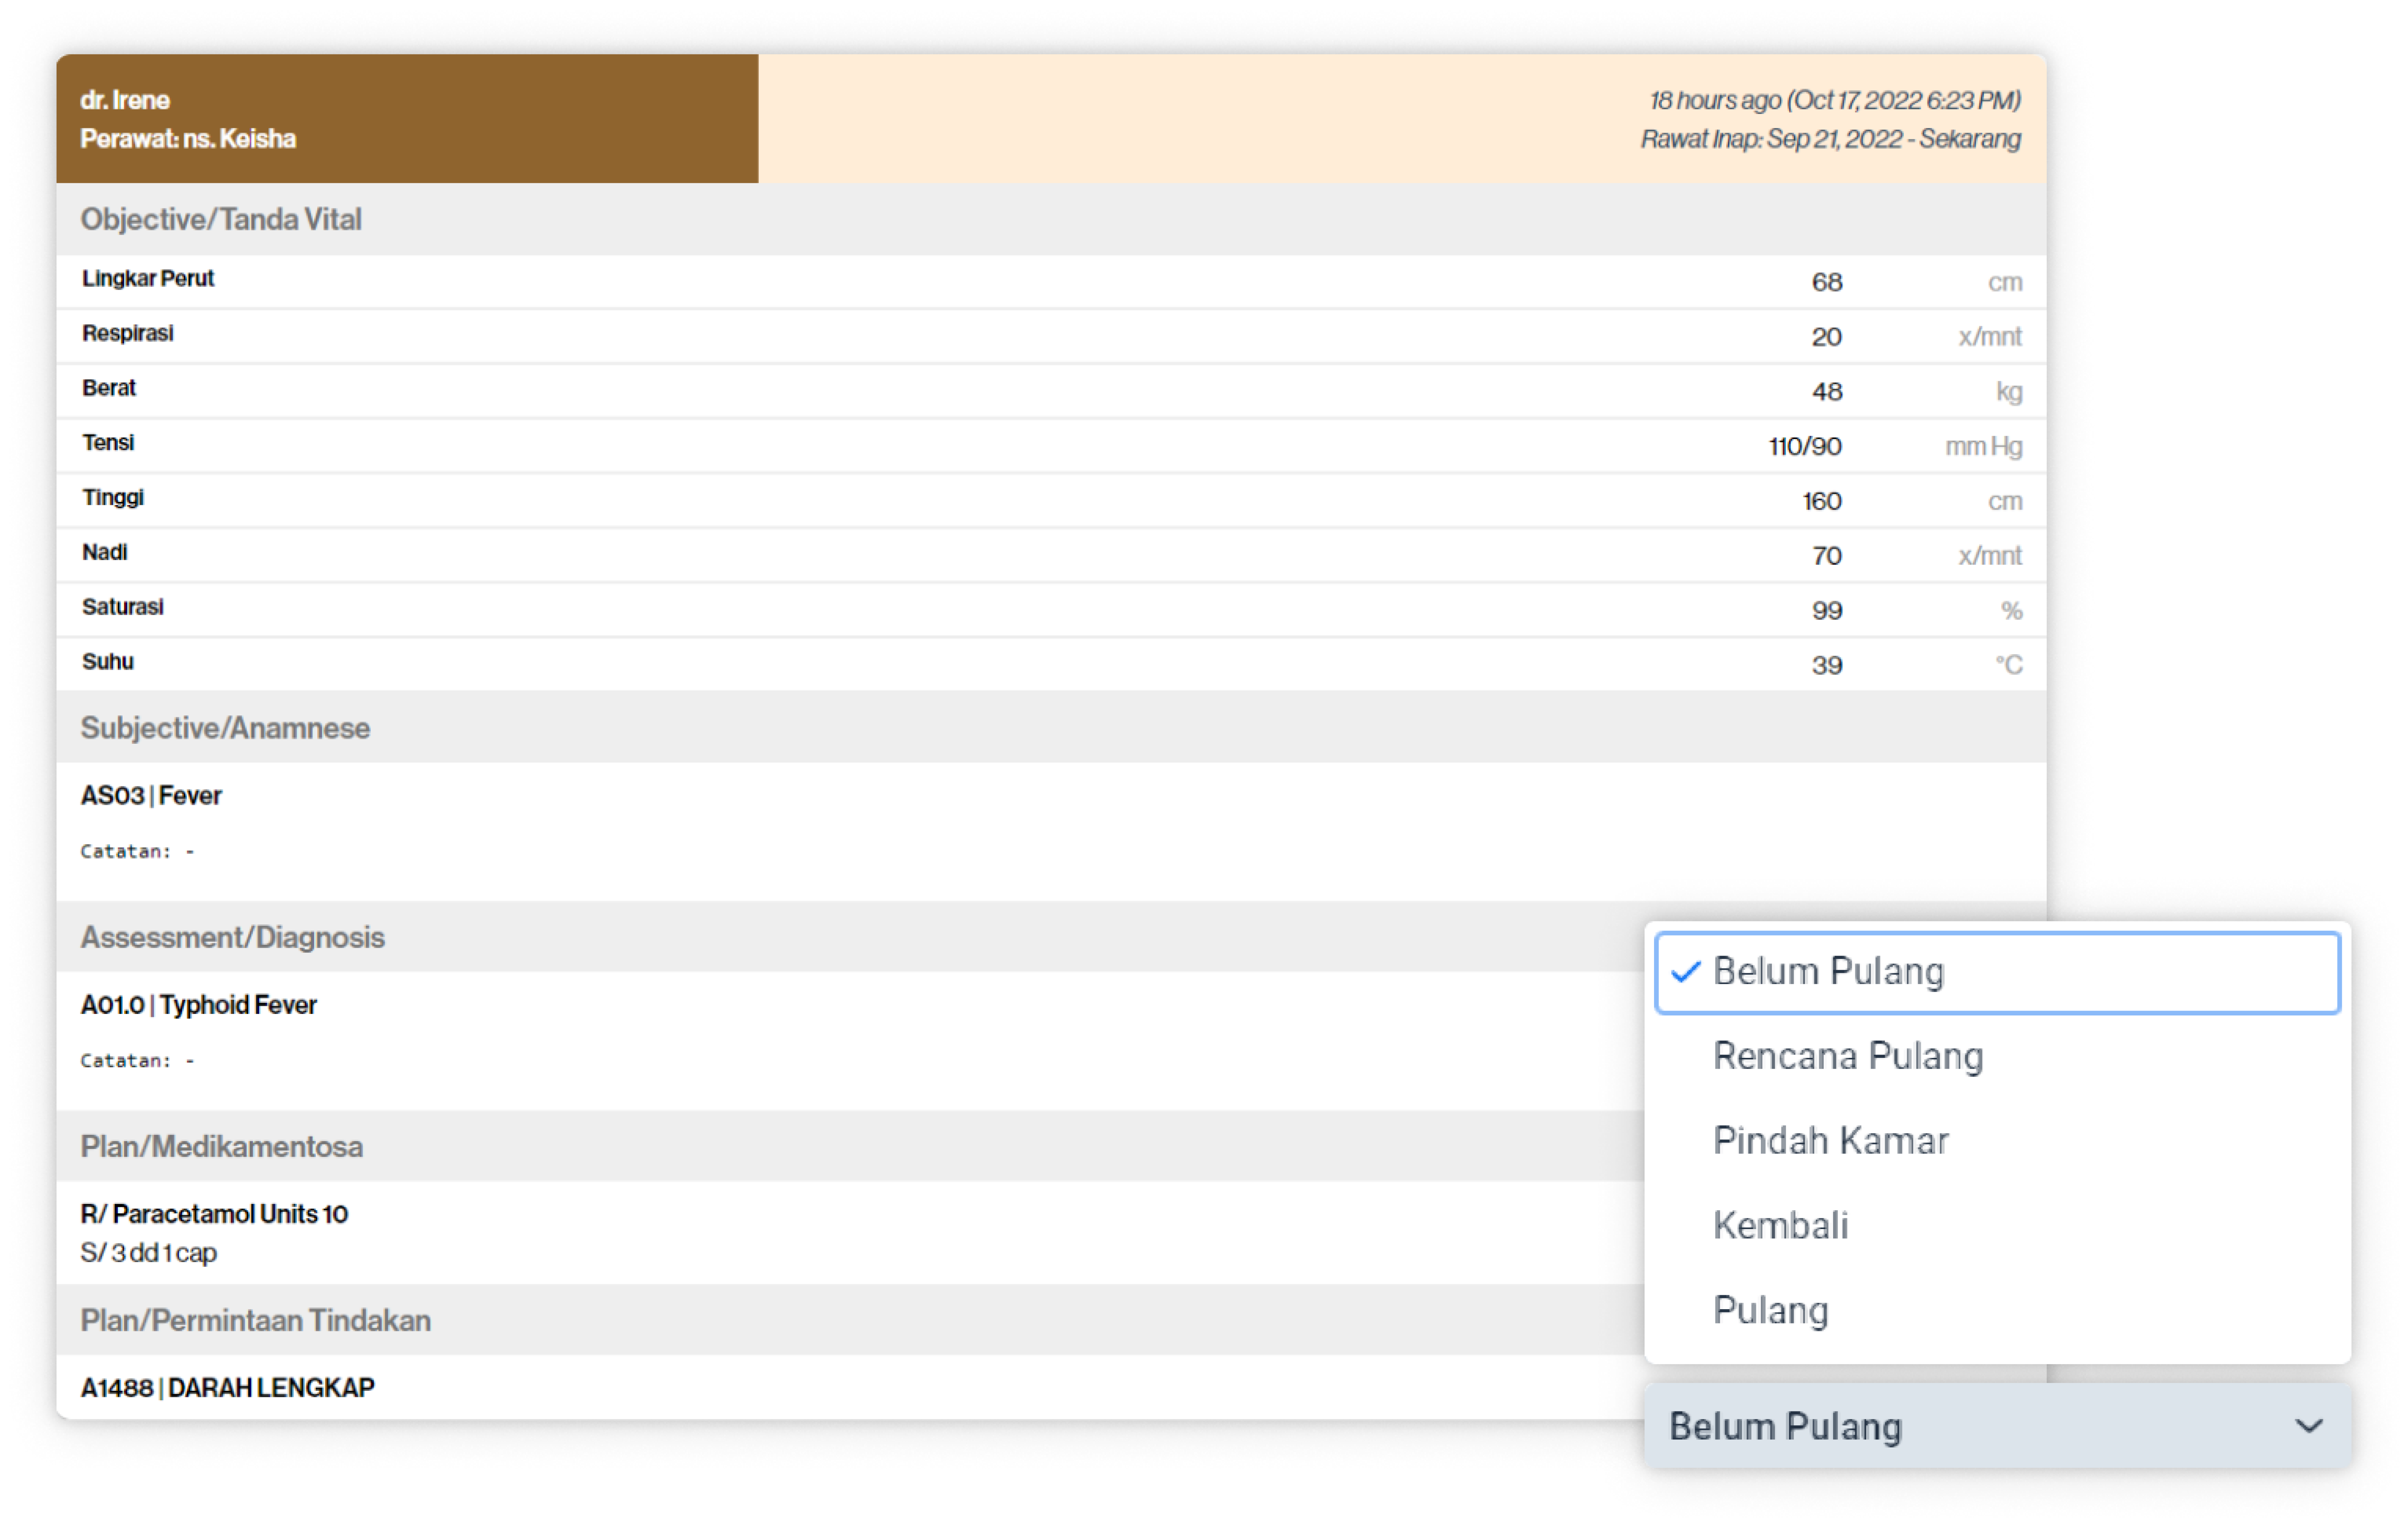 dr. Irene
Perawat: ns. Keisha
18 hours ago (Oct 17, 2022 6:23 PM)
Rawat Inap: Sep 21, 2022 - Sekarang
Objective/Tanda Vital
Lingkar Perut 68 cm
Respirasi 20 x/mnt
Berat 48 kg
Tensi 110/90 mm Hg
Tinggi 160 cm
Nadi 70 x/mnt
Saturasi 99 %
Suhu 39 °C
Subjective/Anamnese
AS03 | Fever
Catatan: -
Assessment/Diagnosis
A01.0 | Typhoid Fever
Catatan: -
Plan/Medikamentosa
R/ Paracetamol Units 10
S/ 3 dd 1 cap
Plan/Permintaan Tindakan
A1488 | DARAH LENGKAP
Belum Pulang
Rencana Pulang
Pindah Kamar
Kembali
Pulang
Belum Pulang